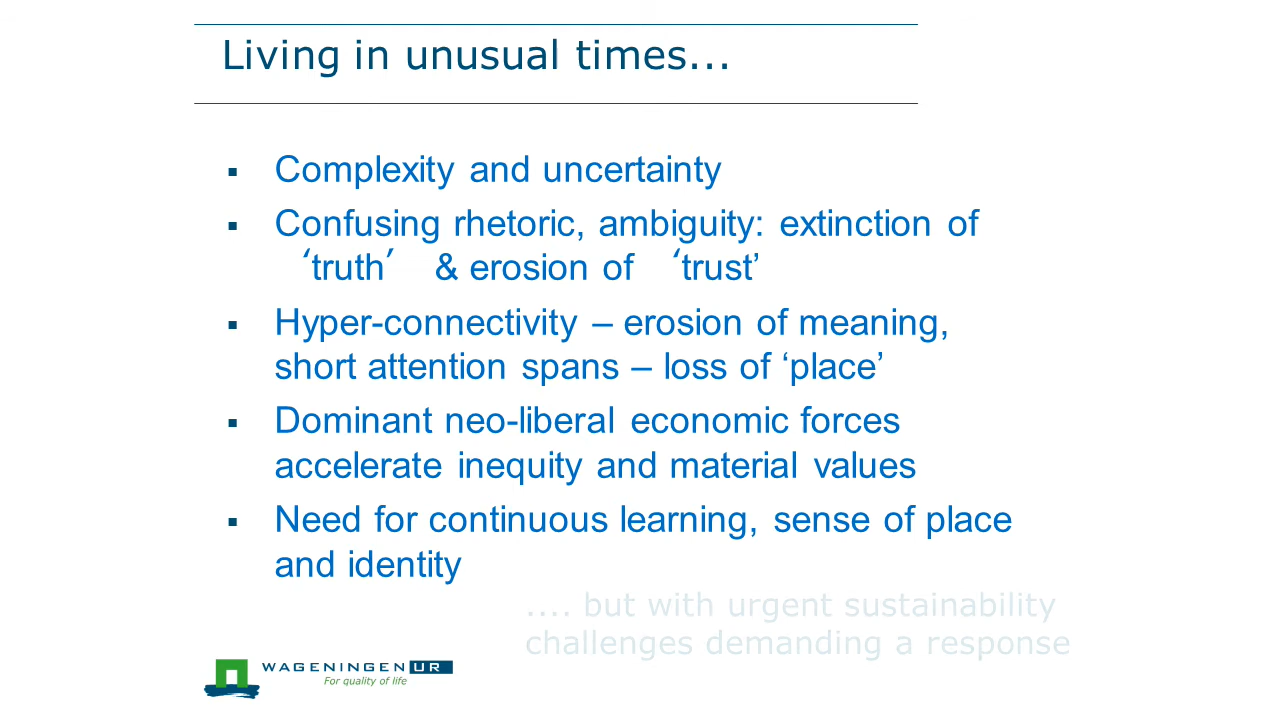 Living in unusual times...
Complexity and uncertainty
Confusing rhetoric, ambiguity: extinction of
‘truth’ & erosion of ‘trust’
Hyper-connectivity – erosion of meaning,
short attention spans – loss of ‘place’
Dominant neo-liberal economic forces
accelerate inequity and material values
Need for continuous learning, sense of place
and identity
.... but with urgent sustainability
challenges demanding a response
WAGENINGEN UR
For quality of life